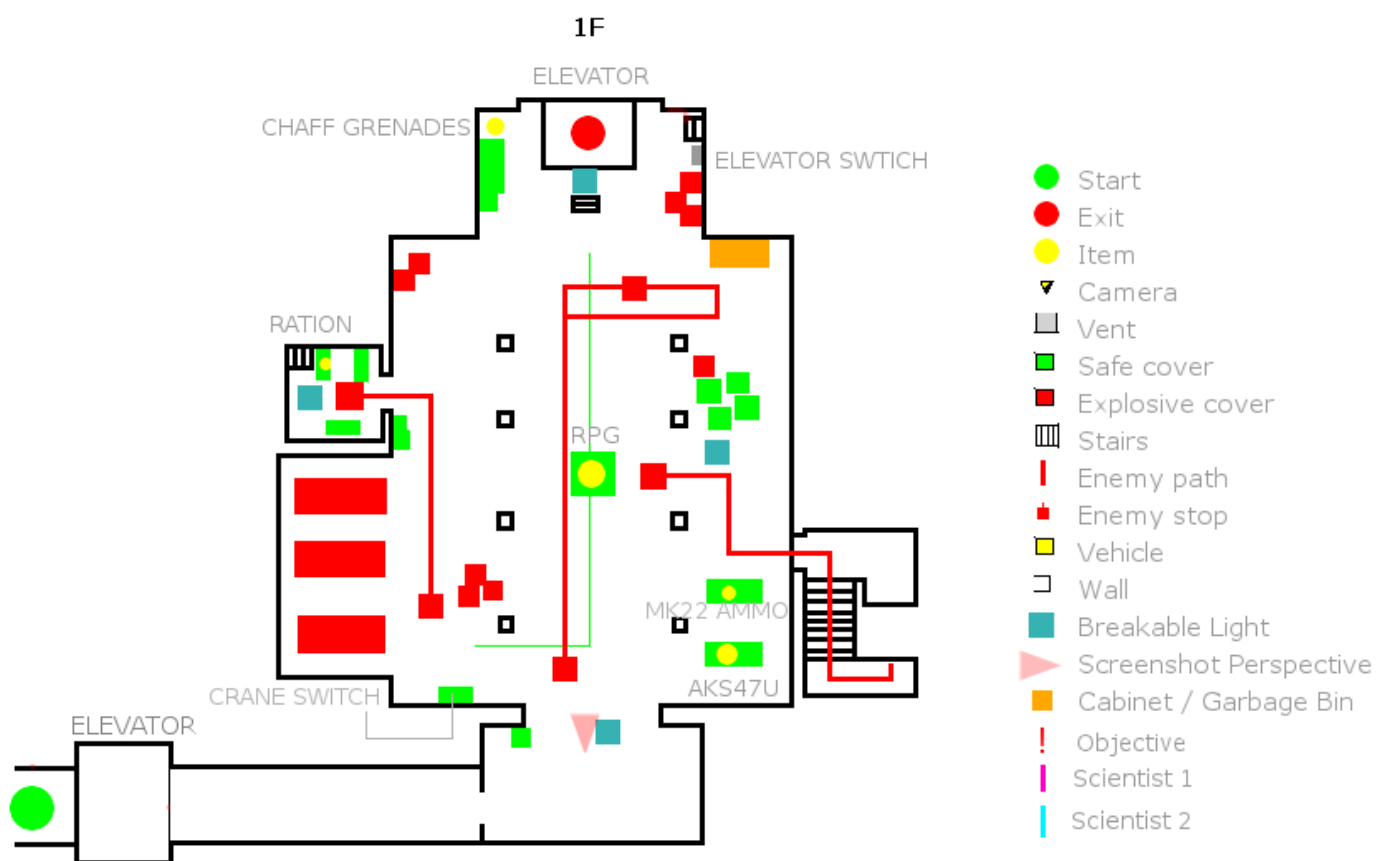 1F
ELEVATOR
CHAFF GRENADES
ELEVATOR SWTICH
RATION
RPG
MK22 AMMO
AKS47U
CRANE SWITCH
ELEVATOR
Start
Exit
Item
Camera
Vent
Safe cover
Explosive cover
Stairs
Enemy path
Enemy stop
Vehicle
Wall
Breakable Light
Screenshot Perspective
Cabinet / Garbage Bin
Objective
Scientist 1
Scientist 2